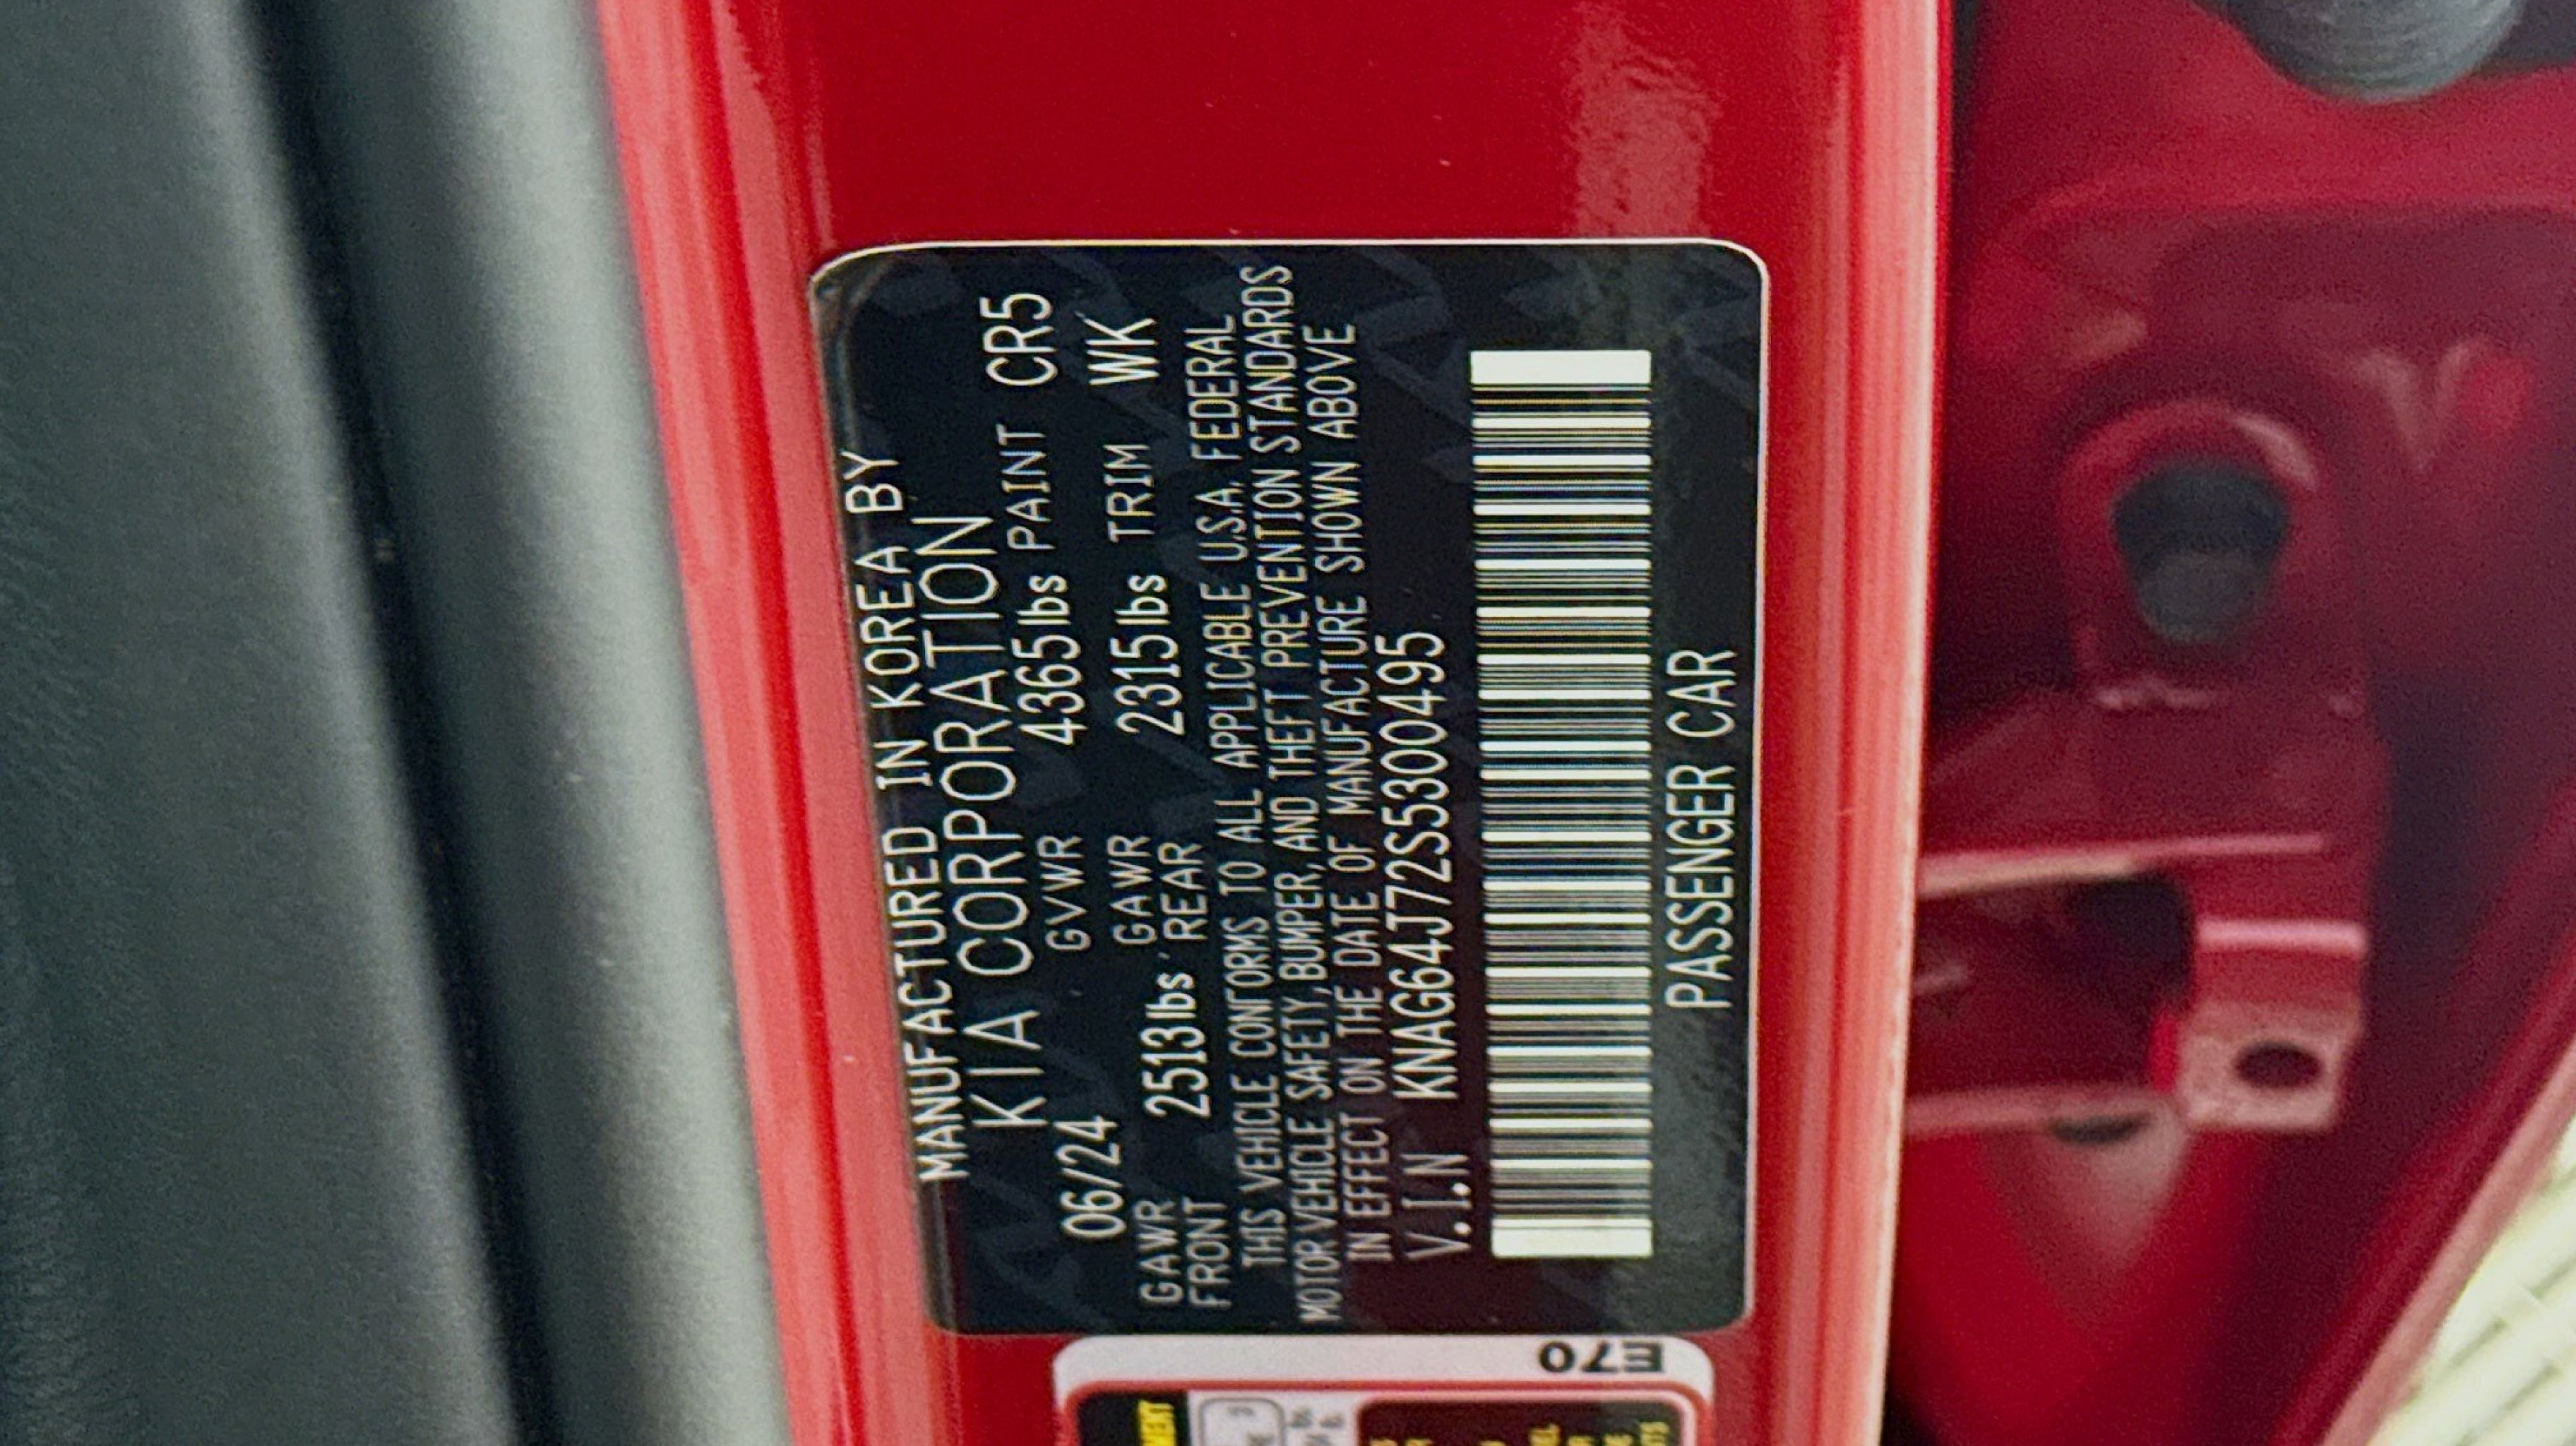 MANUFACTURED IN KOREA BY
KIA CORPORATION
06/24 GVWR 4365lbs PAINT CR5
GAWR FRONT 2513lbs GAWR REAR 2315lbs TRIM WK
THIS VEHICLE CONFORMS TO ALL APPLICABLE U.S.A. FEDERAL
MOTOR VEHICLE SAFETY, BUMPER, AND THEFT PREVENTION STANDARDS
IN EFFECT ON THE DATE OF MANUFACTURE SHOWN ABOVE
V.I.N KNAG64J72S5300495
PASSENGER CAR
E70